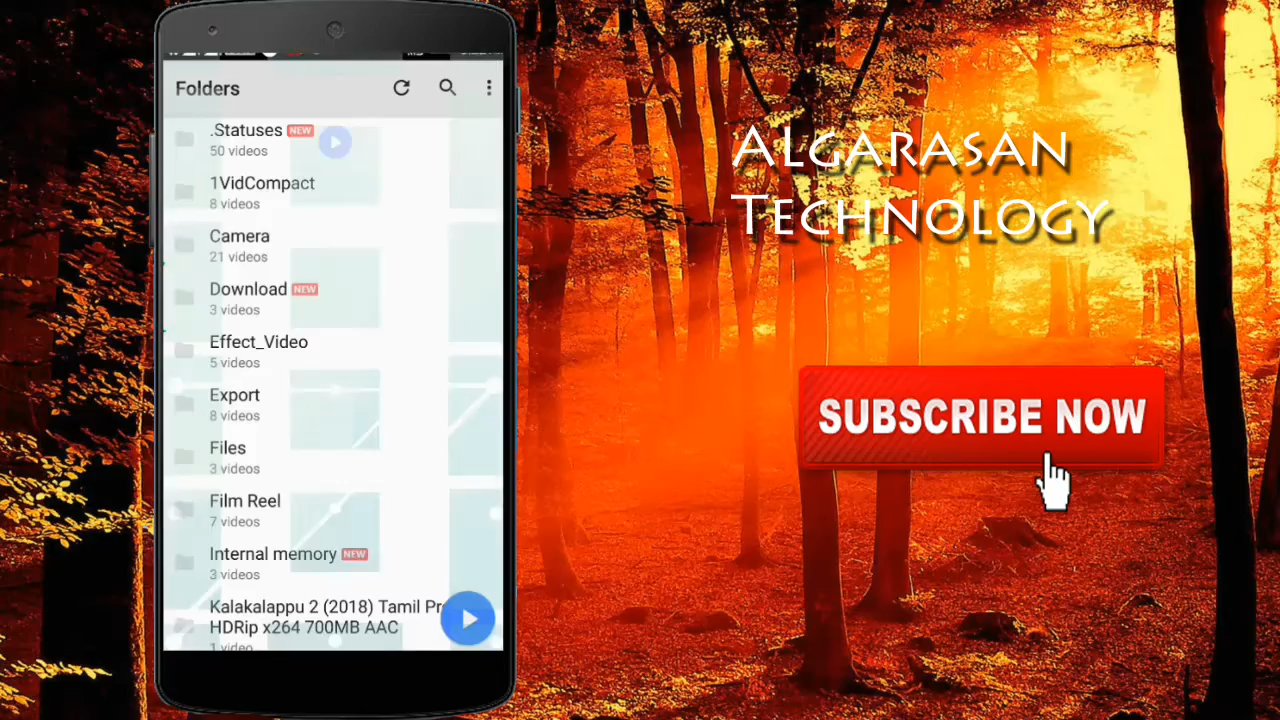 Folders
.Statuses NEW
50 videos
1VidCompact
8 videos
Camera
21 videos
Download NEW
3 videos
Effect_Video
5 videos
Export
8 videos
Files
3 videos
Film Reel
7 videos
Internal memory NEW
3 videos
Kalakalappu 2 (2018) Tamil
HDRip x264 700MB AAC
1 video
Algarasan
Technology
SUBSCRIBE NOW